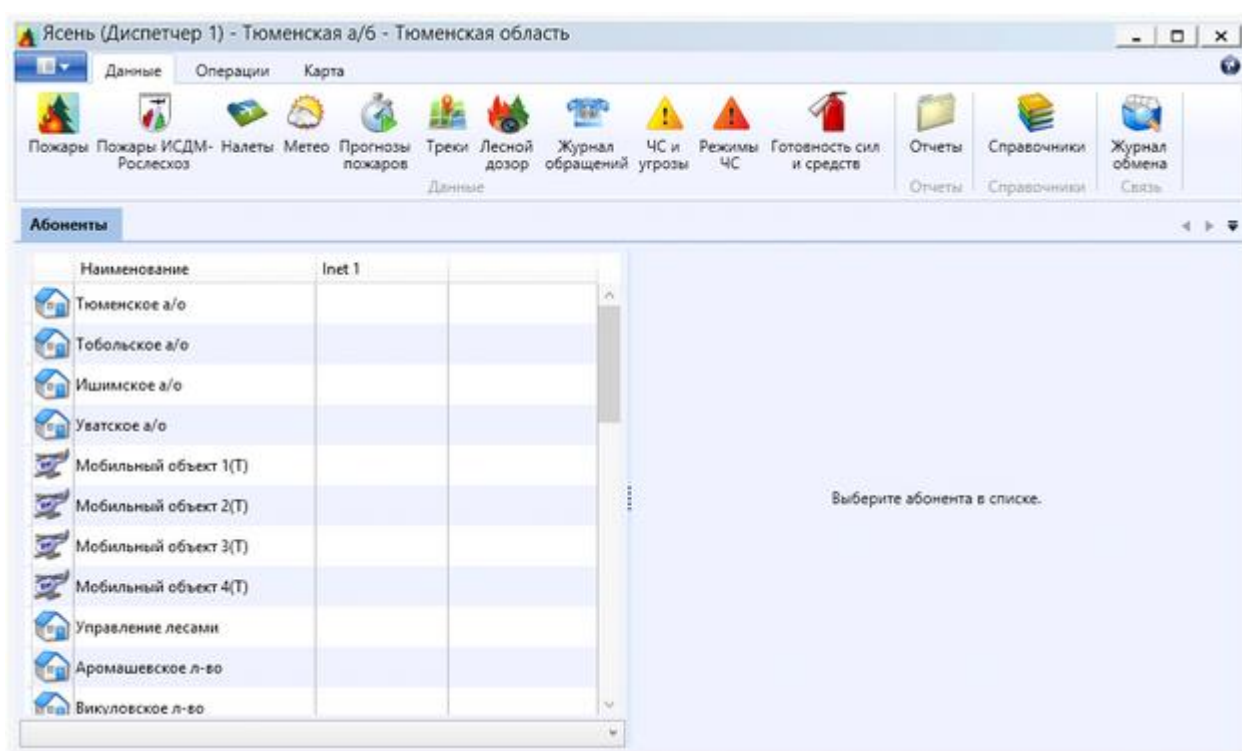 Ясень (Диспетчер 1) - Тюменская а/б - Тюменская область
Данные Операции Карта
Пожары Пожары ИСДМ- Налеты Метео Прогнозы Треки Лесной Журнал ЧС и Режимы Готовность сил Отчеты Справочники Журнал
Рослесхоз пожаров дозор обращений угрозы ЧС и средств обмена
Данные Отчеты Справочники Связь
Абоненты
Наименование Inet 1
Тюменское а/о
Тобольское а/о
Ишимское а/о
Уватское а/о
Мобильный объект 1(Т)
Мобильный объект 2(Т)
Мобильный объект 3(Т)
Мобильный объект 4(Т)
Управление лесами
Аромашевское л-во
Викуловское л-во
Выберите абонента в списке.